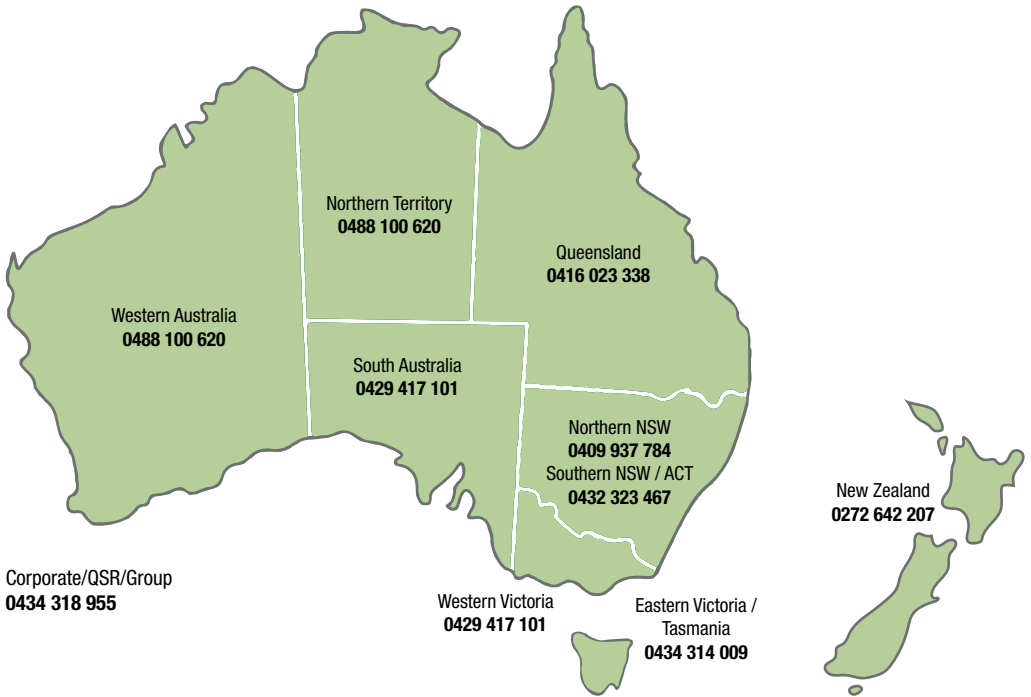 Northern Territory
0488 100 620
Queensland
0416 023 338
Western Australia
0488 100 620
South Australia
0429 417 101
Northern NSW
0409 937 784
Southern NSW / ACT
0432 323 467
New Zealand
0272 642 207
Corporate/QSR/Group
0434 318 955
Western Victoria
0429 417 101
Eastern Victoria /
Tasmania
0434 314 009